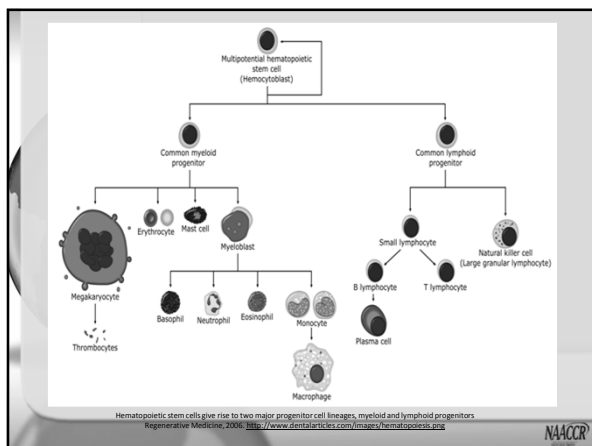 Multipotential hematopoietic
stem cell
(Hemocytoblast)
Common myeloid
progenitor
Common lymphoid
progenitor
Erythrocyte
Mast cell
Myeloblast
Small lymphocyte
Natural killer cell
(Large granular lymphocyte)
Megakaryocyte
B lymphocyte
T lymphocyte
Basophil
Neutrophil
Eosinophil
Monocyte
Plasma cell
Thrombocytes
Macrophage
Hematopoietic stem cells give rise to two major progenitor cell lineages, myeloid and lymphoid progenitors
Regenerative Medicine, 2006. http://www.dentalarticles.com/images/hematopoiesis.png
NAACCR